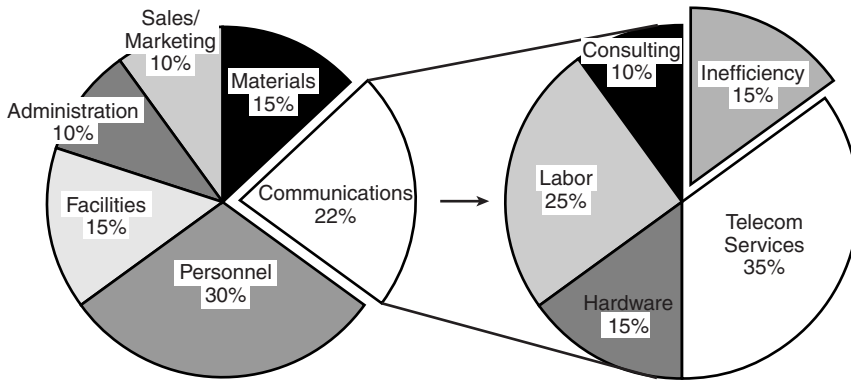 Sales/
Marketing
10%
Materials
15%
Administration
10%
Communications
22%
Facilities
15%
Personnel
30%
Consulting
10%
Inefficiency
15%
Labor
25%
Telecom
Services
35%
Hardware
15%